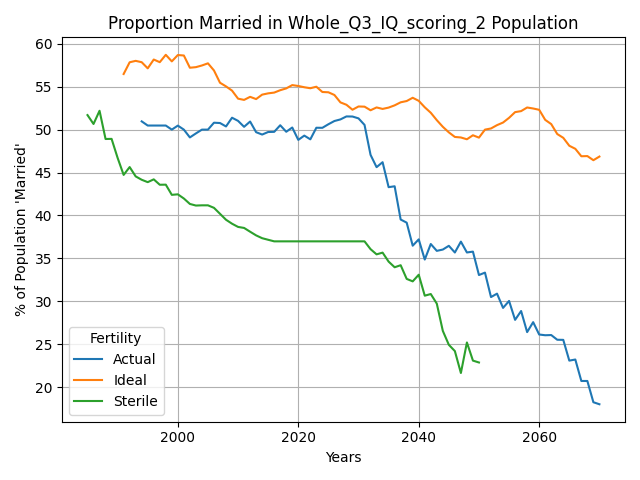 Proportion Married in Whole_Q3_IQ_scoring_2 Population
% of Population 'Married'
60
55
50
45
40
35
30
25
20
Fertility
Actual
Ideal
Sterile
2000 2020 2040 2060
Years